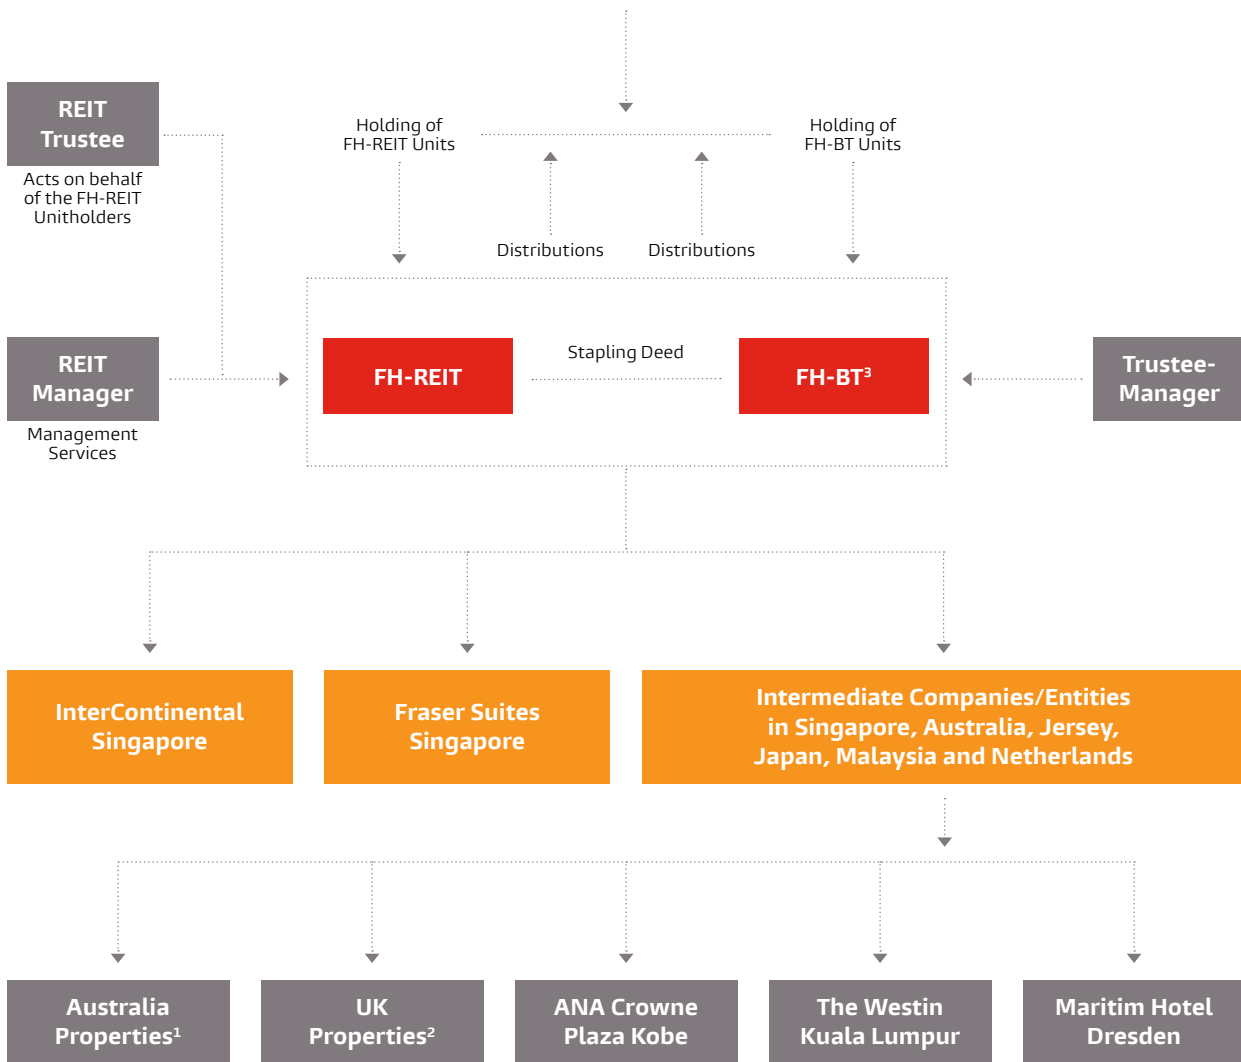 REIT
Trustee
Acts on behalf
of the FH-REIT
Unitholders
Holding of
FH-REIT Units
Holding of
FH-BT Units
Distributions
Distributions
REIT
Manager
Management
Services
FH-REIT
Stapling Deed
FH-BT³
Trustee-
Manager
InterContinental
Singapore
Fraser Suites
Singapore
Intermediate Companies/Entities
in Singapore, Australia, Jersey,
Japan, Malaysia and Netherlands
Australia
Properties¹
UK
Properties²
ANA Crowne
Plaza Kobe
The Westin
Kuala Lumpur
Maritim Hotel
Dresden